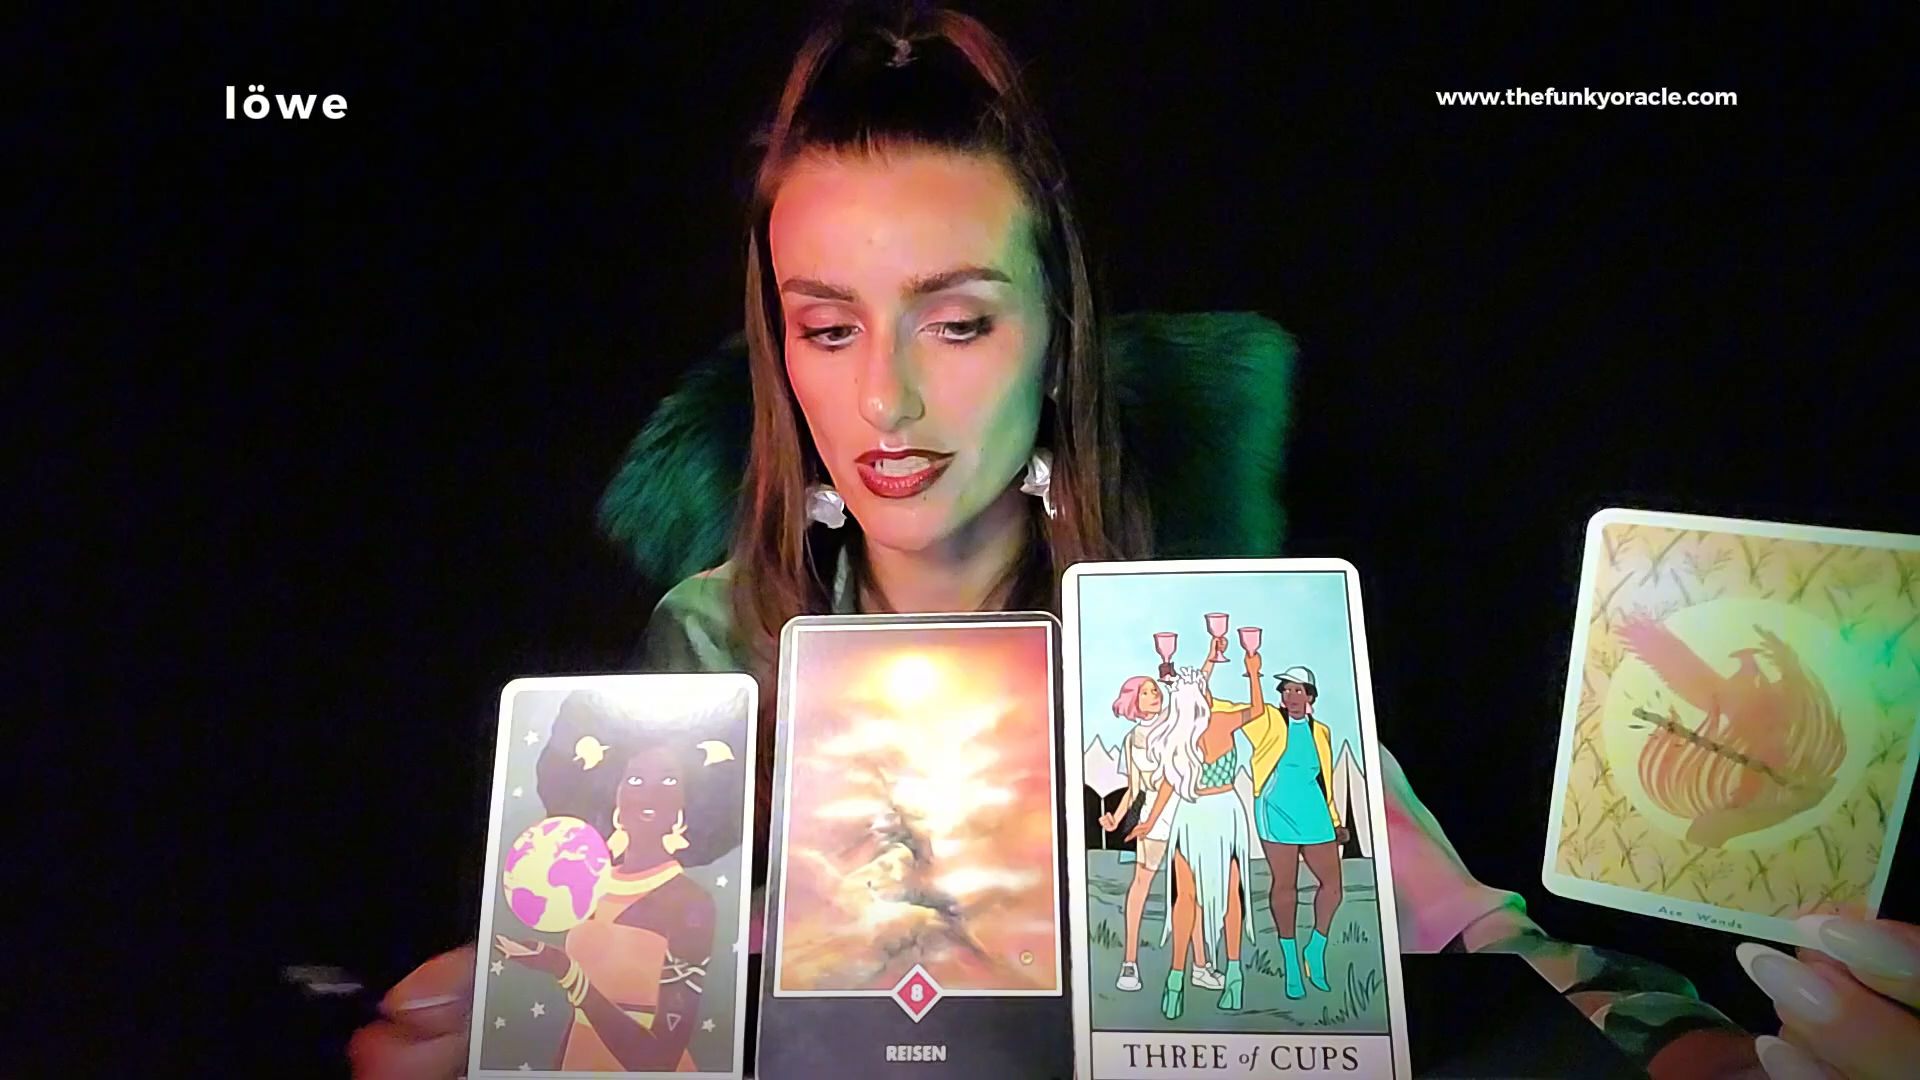 löwe
www.thefunkyoracle.com
8
REISEN
THREE of CUPS
Ace Wands